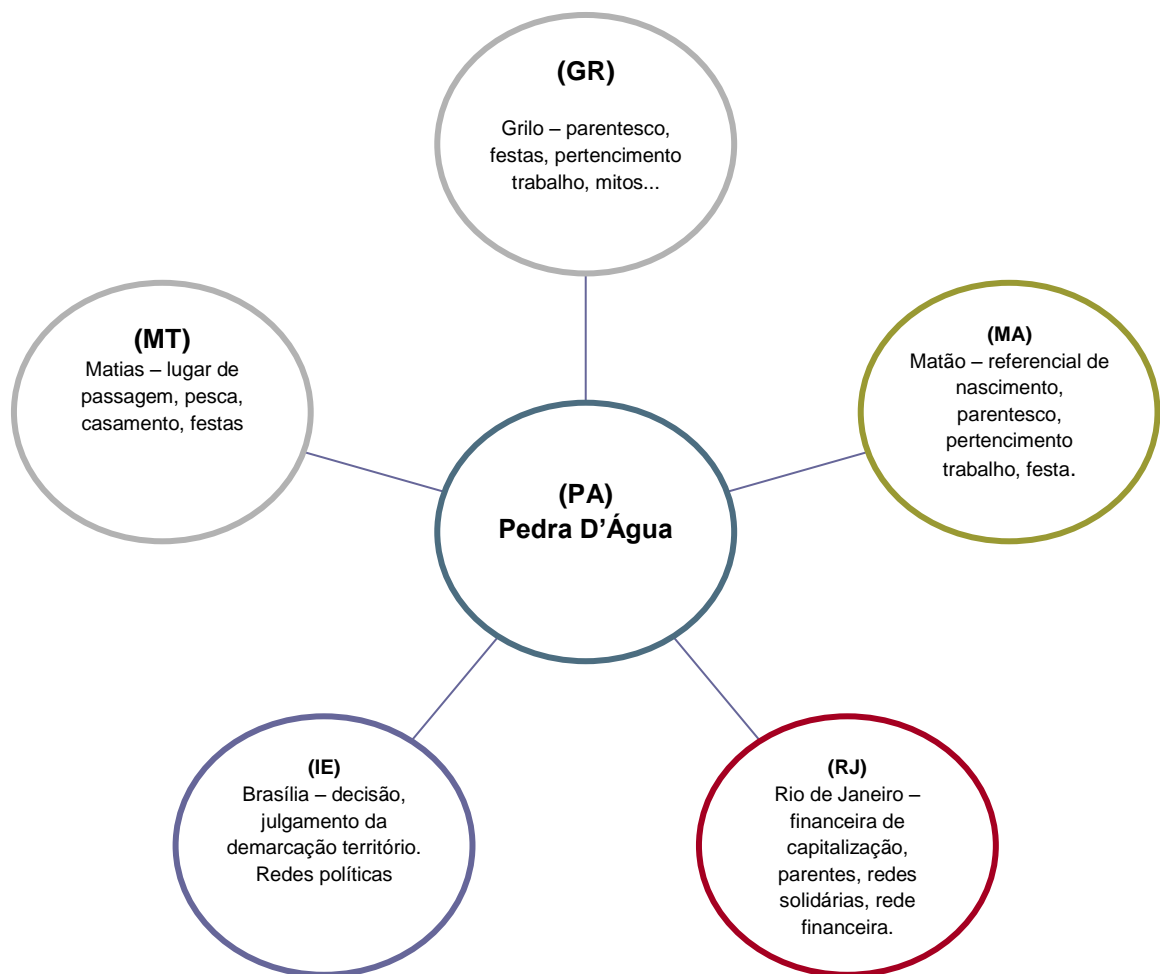 (GR)
Grilo – parentesco,
festas, pertencimento
trabalho, mitos...
(MT)
Matias – lugar de
passagem, pesca,
casamento, festas
(MA)
Matão – referencial de
nascimento,
parentesco,
pertencimento
trabalho, festa.
(PA)
Pedra D’Água
(IE)
Brasília – decisão,
julgamento da
demarcação território.
Redes políticas
(RJ)
Rio de Janeiro –
financeira de
capitalização,
parentes, redes
solidárias, rede
financeira.